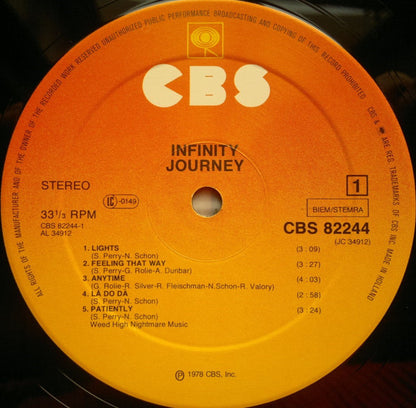 ALL RIGHTS OF THE MANUFACTURER AND OF THE OWNER OF THE RECORDED WORK RESERVED UNAUTHORIZED PUBLIC PERFORMANCE BROADCASTING AND COPYING OF THIS RECORD PROHIBITED
CBS & ARE REG. TRADEMARKS OF CBS INC. MADE IN HOLLAND
CBS
INFINITY
JOURNEY
STEREO
IC -0149
1
33 1/3 RPM
BIEM/STEMRA
CBS 82244-1
AL 34912
CBS 82244
(JC 34912)
1. LIGHTS (3 : 09)
(S. Perry-N. Schon)
2. FEELING THAT WAY (3 : 27)
(S. Perry-G. Rolie-A. Dunbar)
3. ANYTIME (4 : 03)
(G. Rolie-R. Silver-R. Fleischman-N.Schon-R. Valory)
4. LA DO DA (2 : 58)
(S. Perry-N. Schon)
5. PATIENTLY (3 : 24)
(S. Perry-N. Schon)
Weed High Nightmare Music
Ⓟ 1978 CBS, Inc.